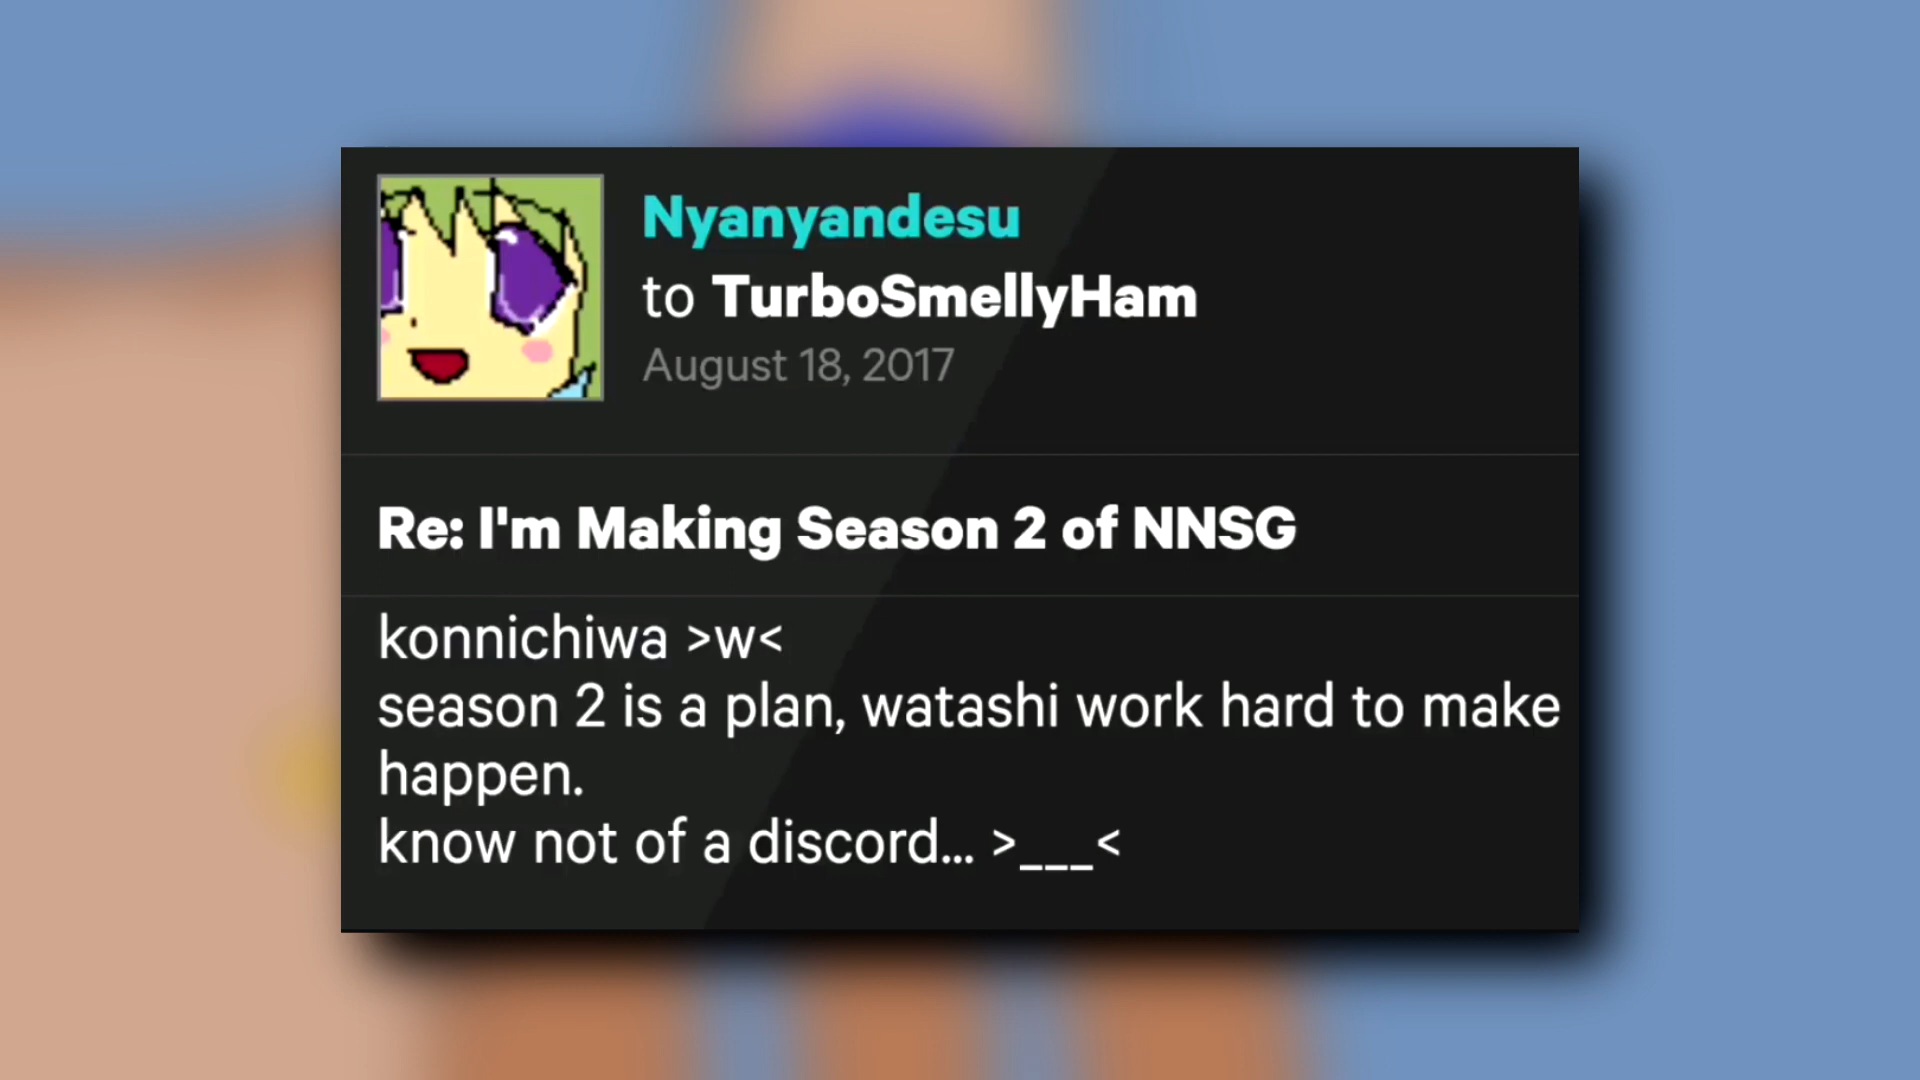 Nyanyandesu
to TurboSmellyHam
August 18, 2017
Re: I'm Making Season 2 of NNSG
konnichiwa >w<
season 2 is a plan, watashi work hard to make
happen.
know not of a discord... >___<